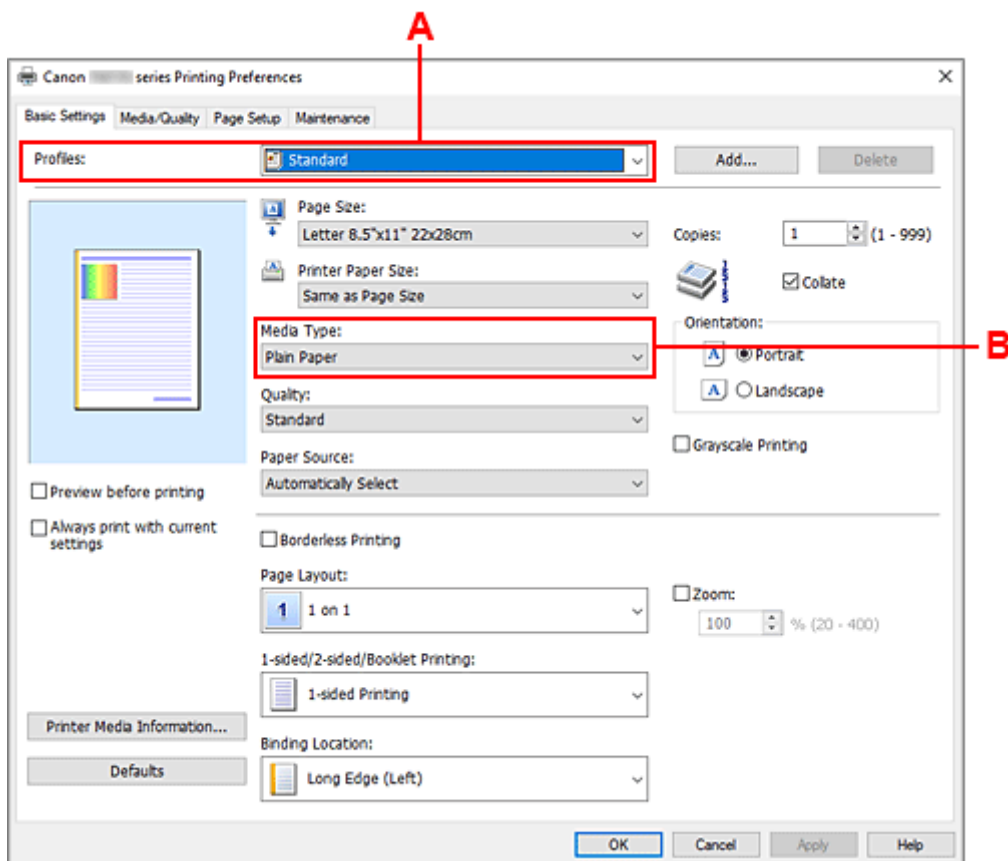 A
Canon series Printing Preferences
Basic Settings Media/Quality Page Setup Maintenance
Profiles: Standard Add... Delete
Page Size:
Letter 8.5"x11" 22x28cm
Copies: 1 (1 - 999)
Printer Paper Size:
Same as Page Size
Collate
Media Type:
Plain Paper
B
Orientation:
Portrait
Landscape
Quality:
Standard
Grayscale Printing
Paper Source:
Automatically Select
Preview before printing
Always print with current
settings
Borderless Printing
Page Layout:
1 on 1
Zoom:
100 % (20 - 400)
1-sided/2-sided/Booklet Printing:
1-sided Printing
Printer Media Information...
Binding Location:
Defaults
Long Edge (Left)
OK Cancel Apply Help